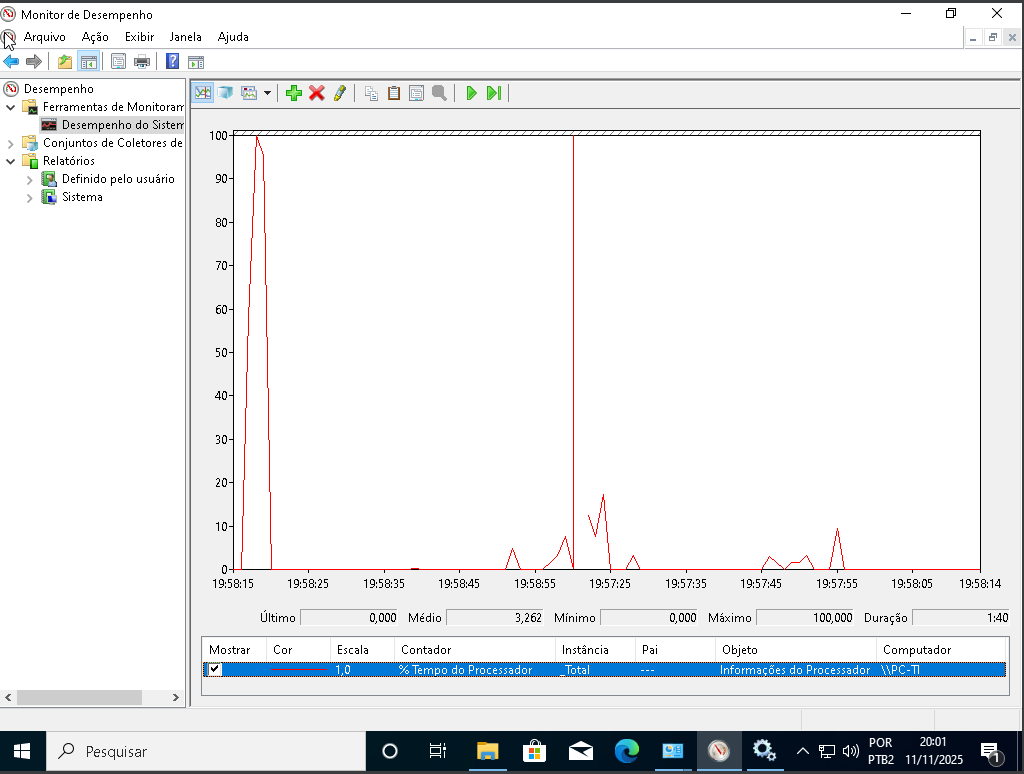 Monitor de Desempenho
Arquivo Ação Exibir Janela Ajuda
Desempenho
Ferramentas de Monitoram
Desempenho do Sistem
Conjuntos de Coletores de
Relatórios
Definido pelo usuário
Sistema
100
90
80
70
60
50
40
30
20
10
0
19:58:15 19:58:25 19:58:35 19:58:45 19:58:55 19:57:25 19:57:35 19:57:45 19:57:55 19:58:05 19:58:14
Último 0,000 Médio 3,262 Mínimo 0,000 Máximo 100,000 Duração 1:40
Mostrar Cor Escala Contador Instância Pai Objeto Computador
1,0 % Tempo do Processador _Total --- Informações do Processador \\PC-TI
Pesquisar
POR
PTB2
20:01
11/11/2025
1